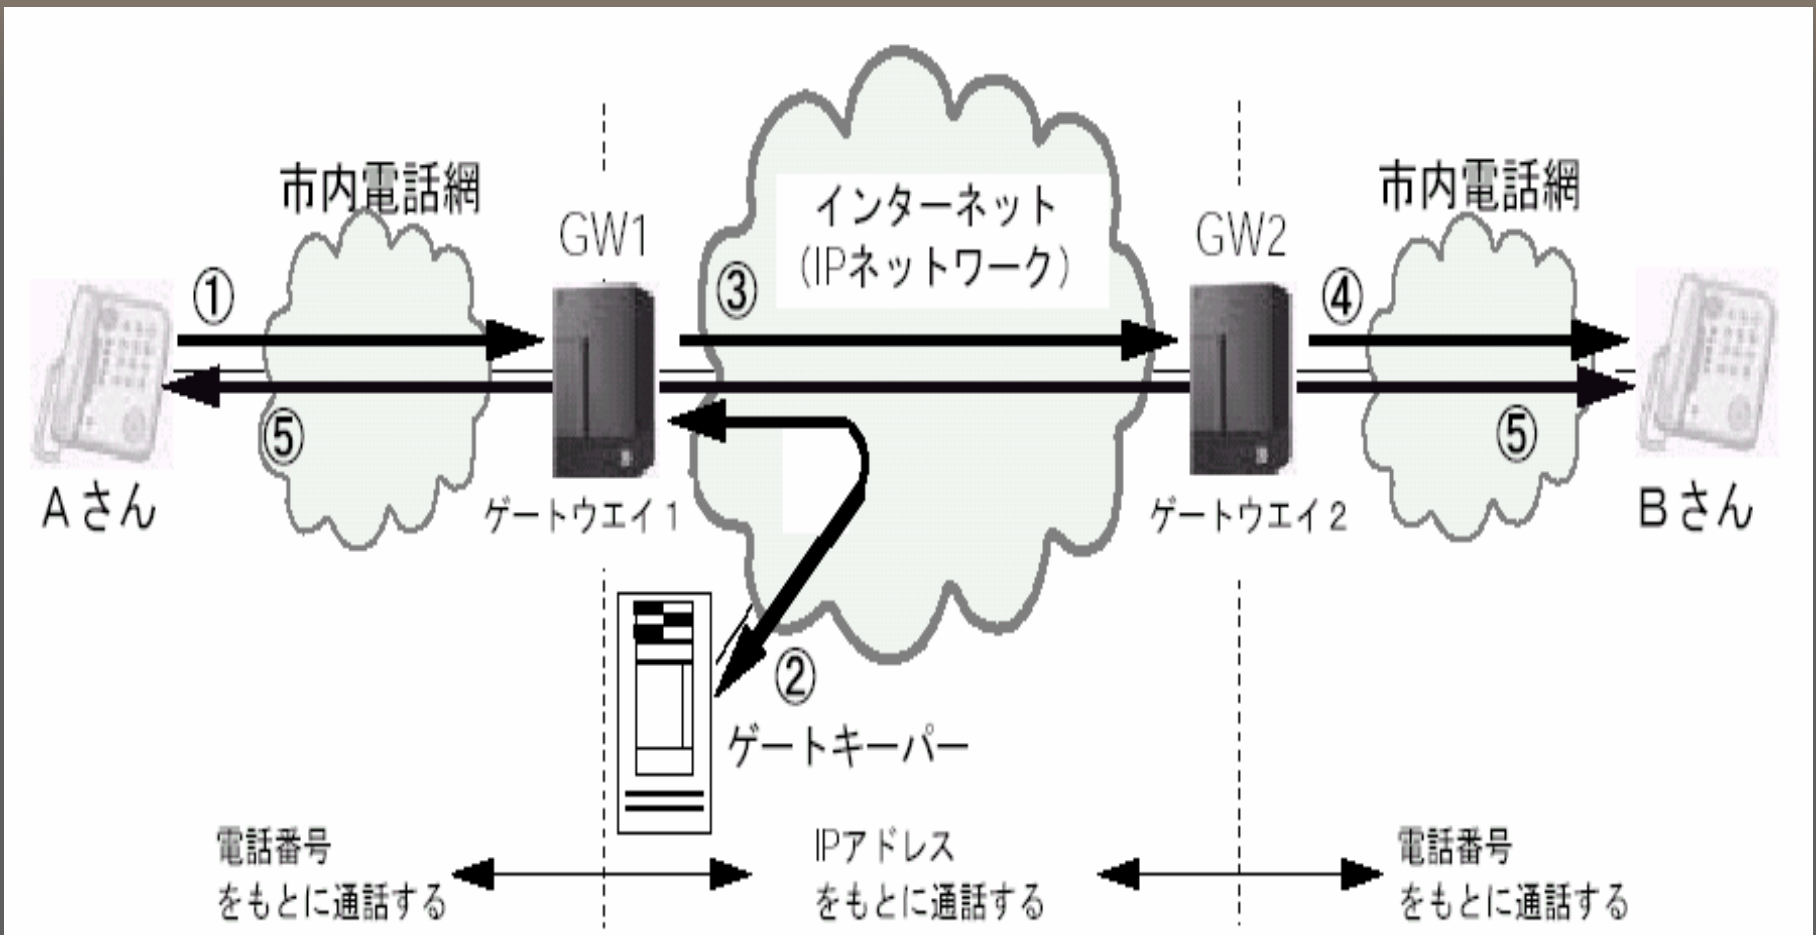 市内電話網
GW1
インターネット
(IPネットワーク)
GW2
市内電話網
①
③
④
⑤
⑤
Aさん
ゲートウエイ1
ゲートウエイ2
Bさん
②
ゲートキーパー
電話番号
をもとに通話する
IPアドレス
をもとに通話する
電話番号
をもとに通話する